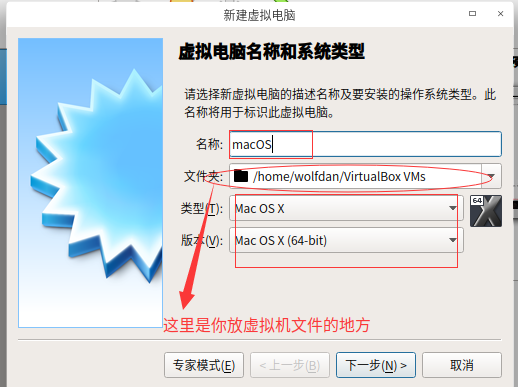 新建虚拟电脑
虚拟电脑名称和系统类型
请选择新虚拟电脑的描述名称及要安装的操作系统类型。此
名称将用于标识此虚拟电脑。
名称: macOS
文件夹: /home/wolfdan/VirtualBox VMs
类型(T): Mac OS X
64
版本(V): Mac OS X (64-bit)
这里是你放虚拟机文件的地方
专家模式(E) < 上一步(B) 下一步(N) > 取消